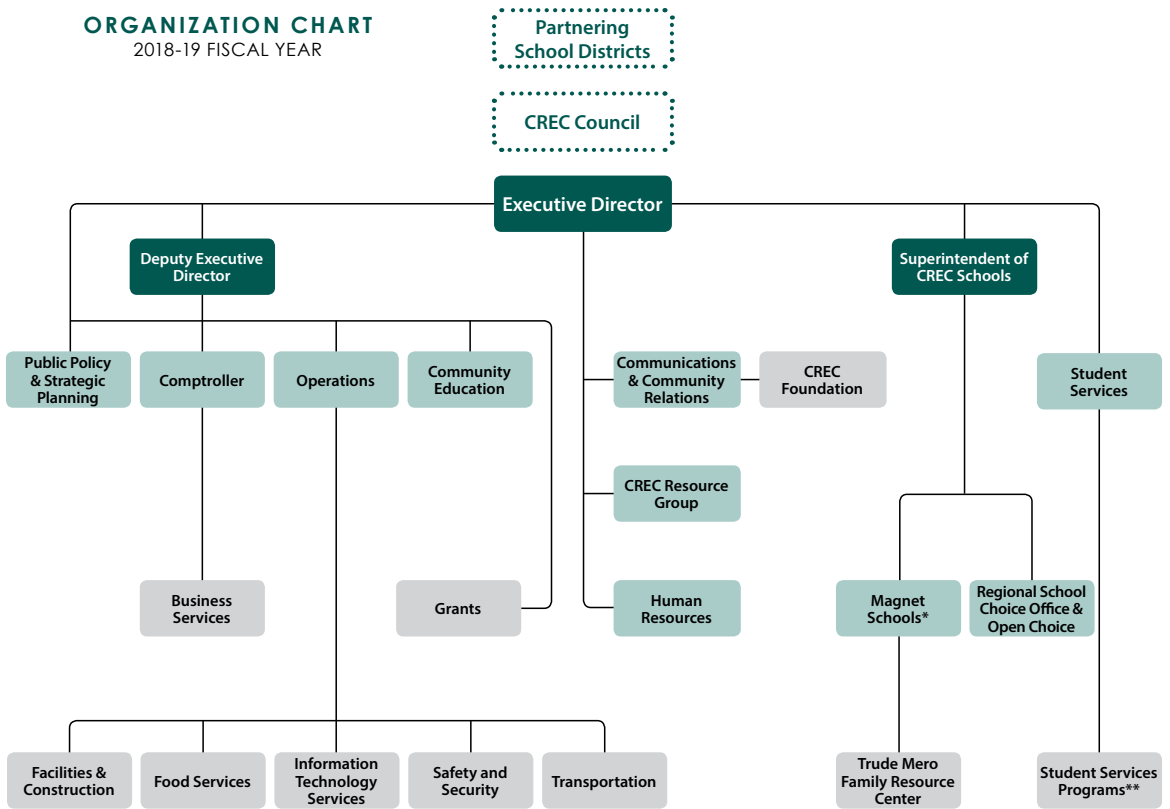 ORGANIZATION CHART
2018-19 FISCAL YEAR
Partnering
School Districts
CREC Council
Executive Director
Deputy Executive
Director
Superintendent of
CREC Schools
Public Policy
& Strategic
Planning
Comptroller
Operations
Community
Education
Communications
& Community
Relations
CREC
Foundation
Student
Services
CREC Resource
Group
Business
Services
Grants
Human
Resources
Magnet
Schools*
Regional School
Choice Office &
Open Choice
Facilities &
Construction
Food Services
Information
Technology
Services
Safety and
Security
Transportation
Trude Mero
Family Resource
Center
Student Services
Programs**